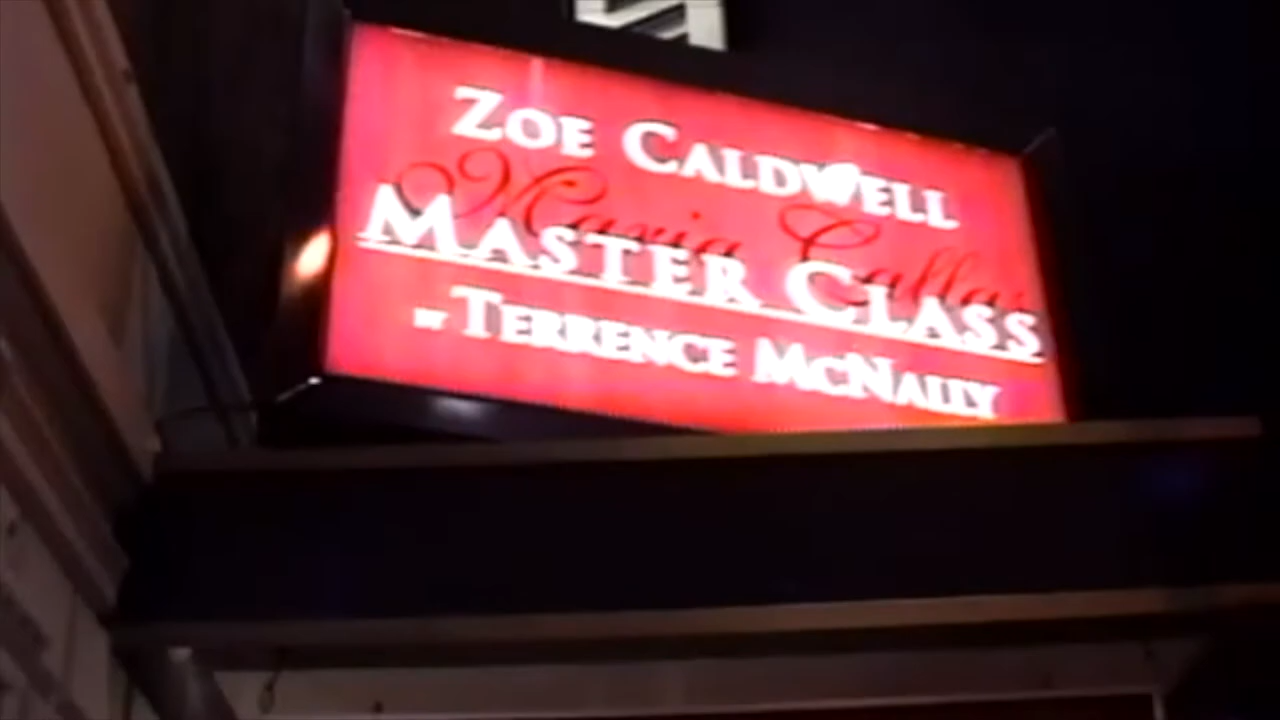 ZOE CALDWELL
Maria Callas
MASTER CLASS
BY TERRENCE MCNALLY